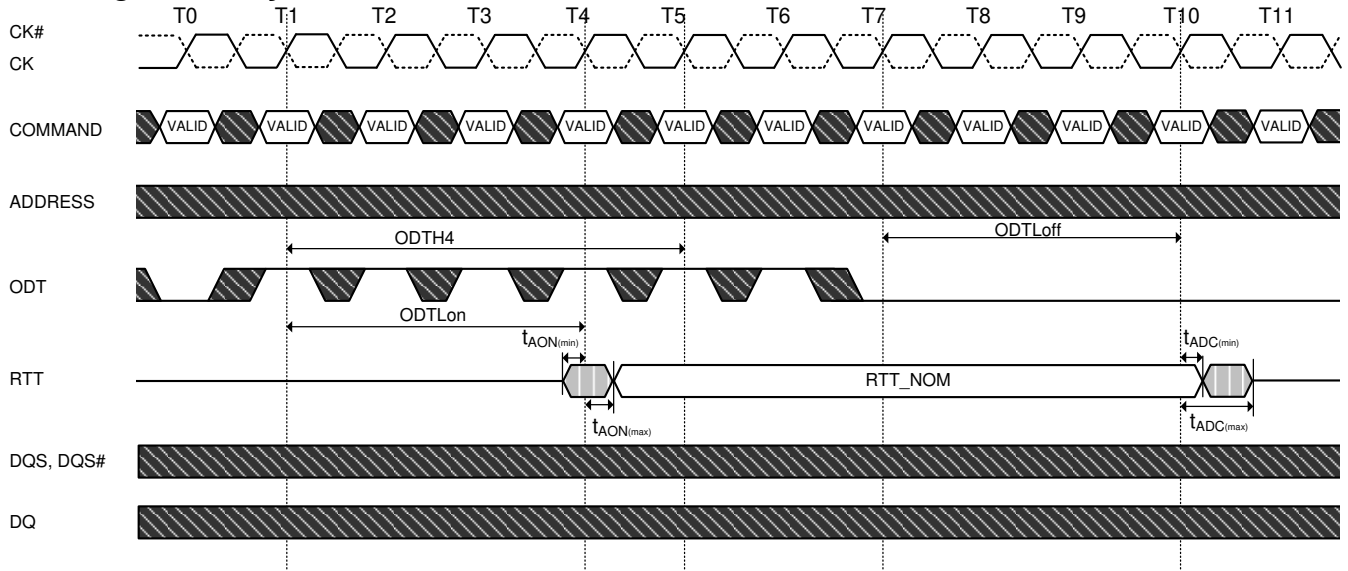 T0 T1 T2 T3 T4 T5 T6 T7 T8 T9 T10 T11
CK#
CK
COMMAND VALID VALID VALID VALID VALID VALID VALID VALID VALID VALID VALID VALID
ADDRESS
ODTH4 ODTLoff
ODT
ODTLon
tAON(min) tADC(min)
RTT RTT_NOM
tAON(max) tADC(max)
DQS, DQS#
DQ